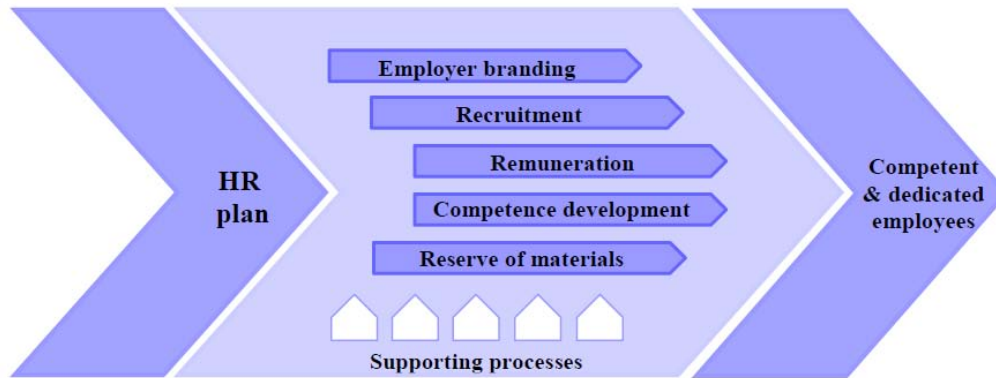 HR
plan
Employer branding
Recruitment
Remuneration
Competence development
Reserve of materials
Supporting processes
Competent
& dedicated
employees